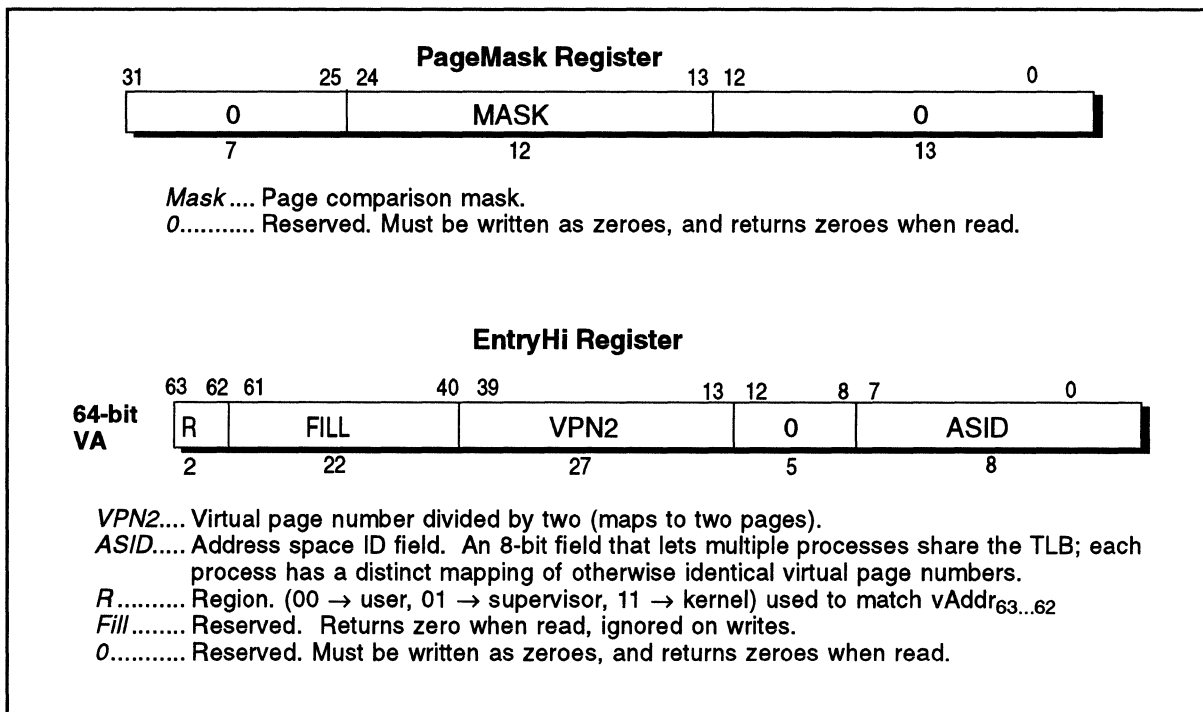 PageMask Register
31 25 24 13 12 0
0 MASK 0
7 12 13
Mask .... Page comparison mask.
0........... Reserved. Must be written as zeroes, and returns zeroes when read.
EntryHi Register
63 62 61 40 39 13 12 8 7 0
64-bit
VA
R FILL VPN2 0 ASID
2 22 27 5 8
VPN2.... Virtual page number divided by two (maps to two pages).
ASID..... Address space ID field. An 8-bit field that lets multiple processes share the TLB; each
process has a distinct mapping of otherwise identical virtual page numbers.
R.......... Region. (00 → user, 01 → supervisor, 11 → kernel) used to match vAddr63...62
Fill ........ Reserved. Returns zero when read, ignored on writes.
0........... Reserved. Must be written as zeroes, and returns zeroes when read.